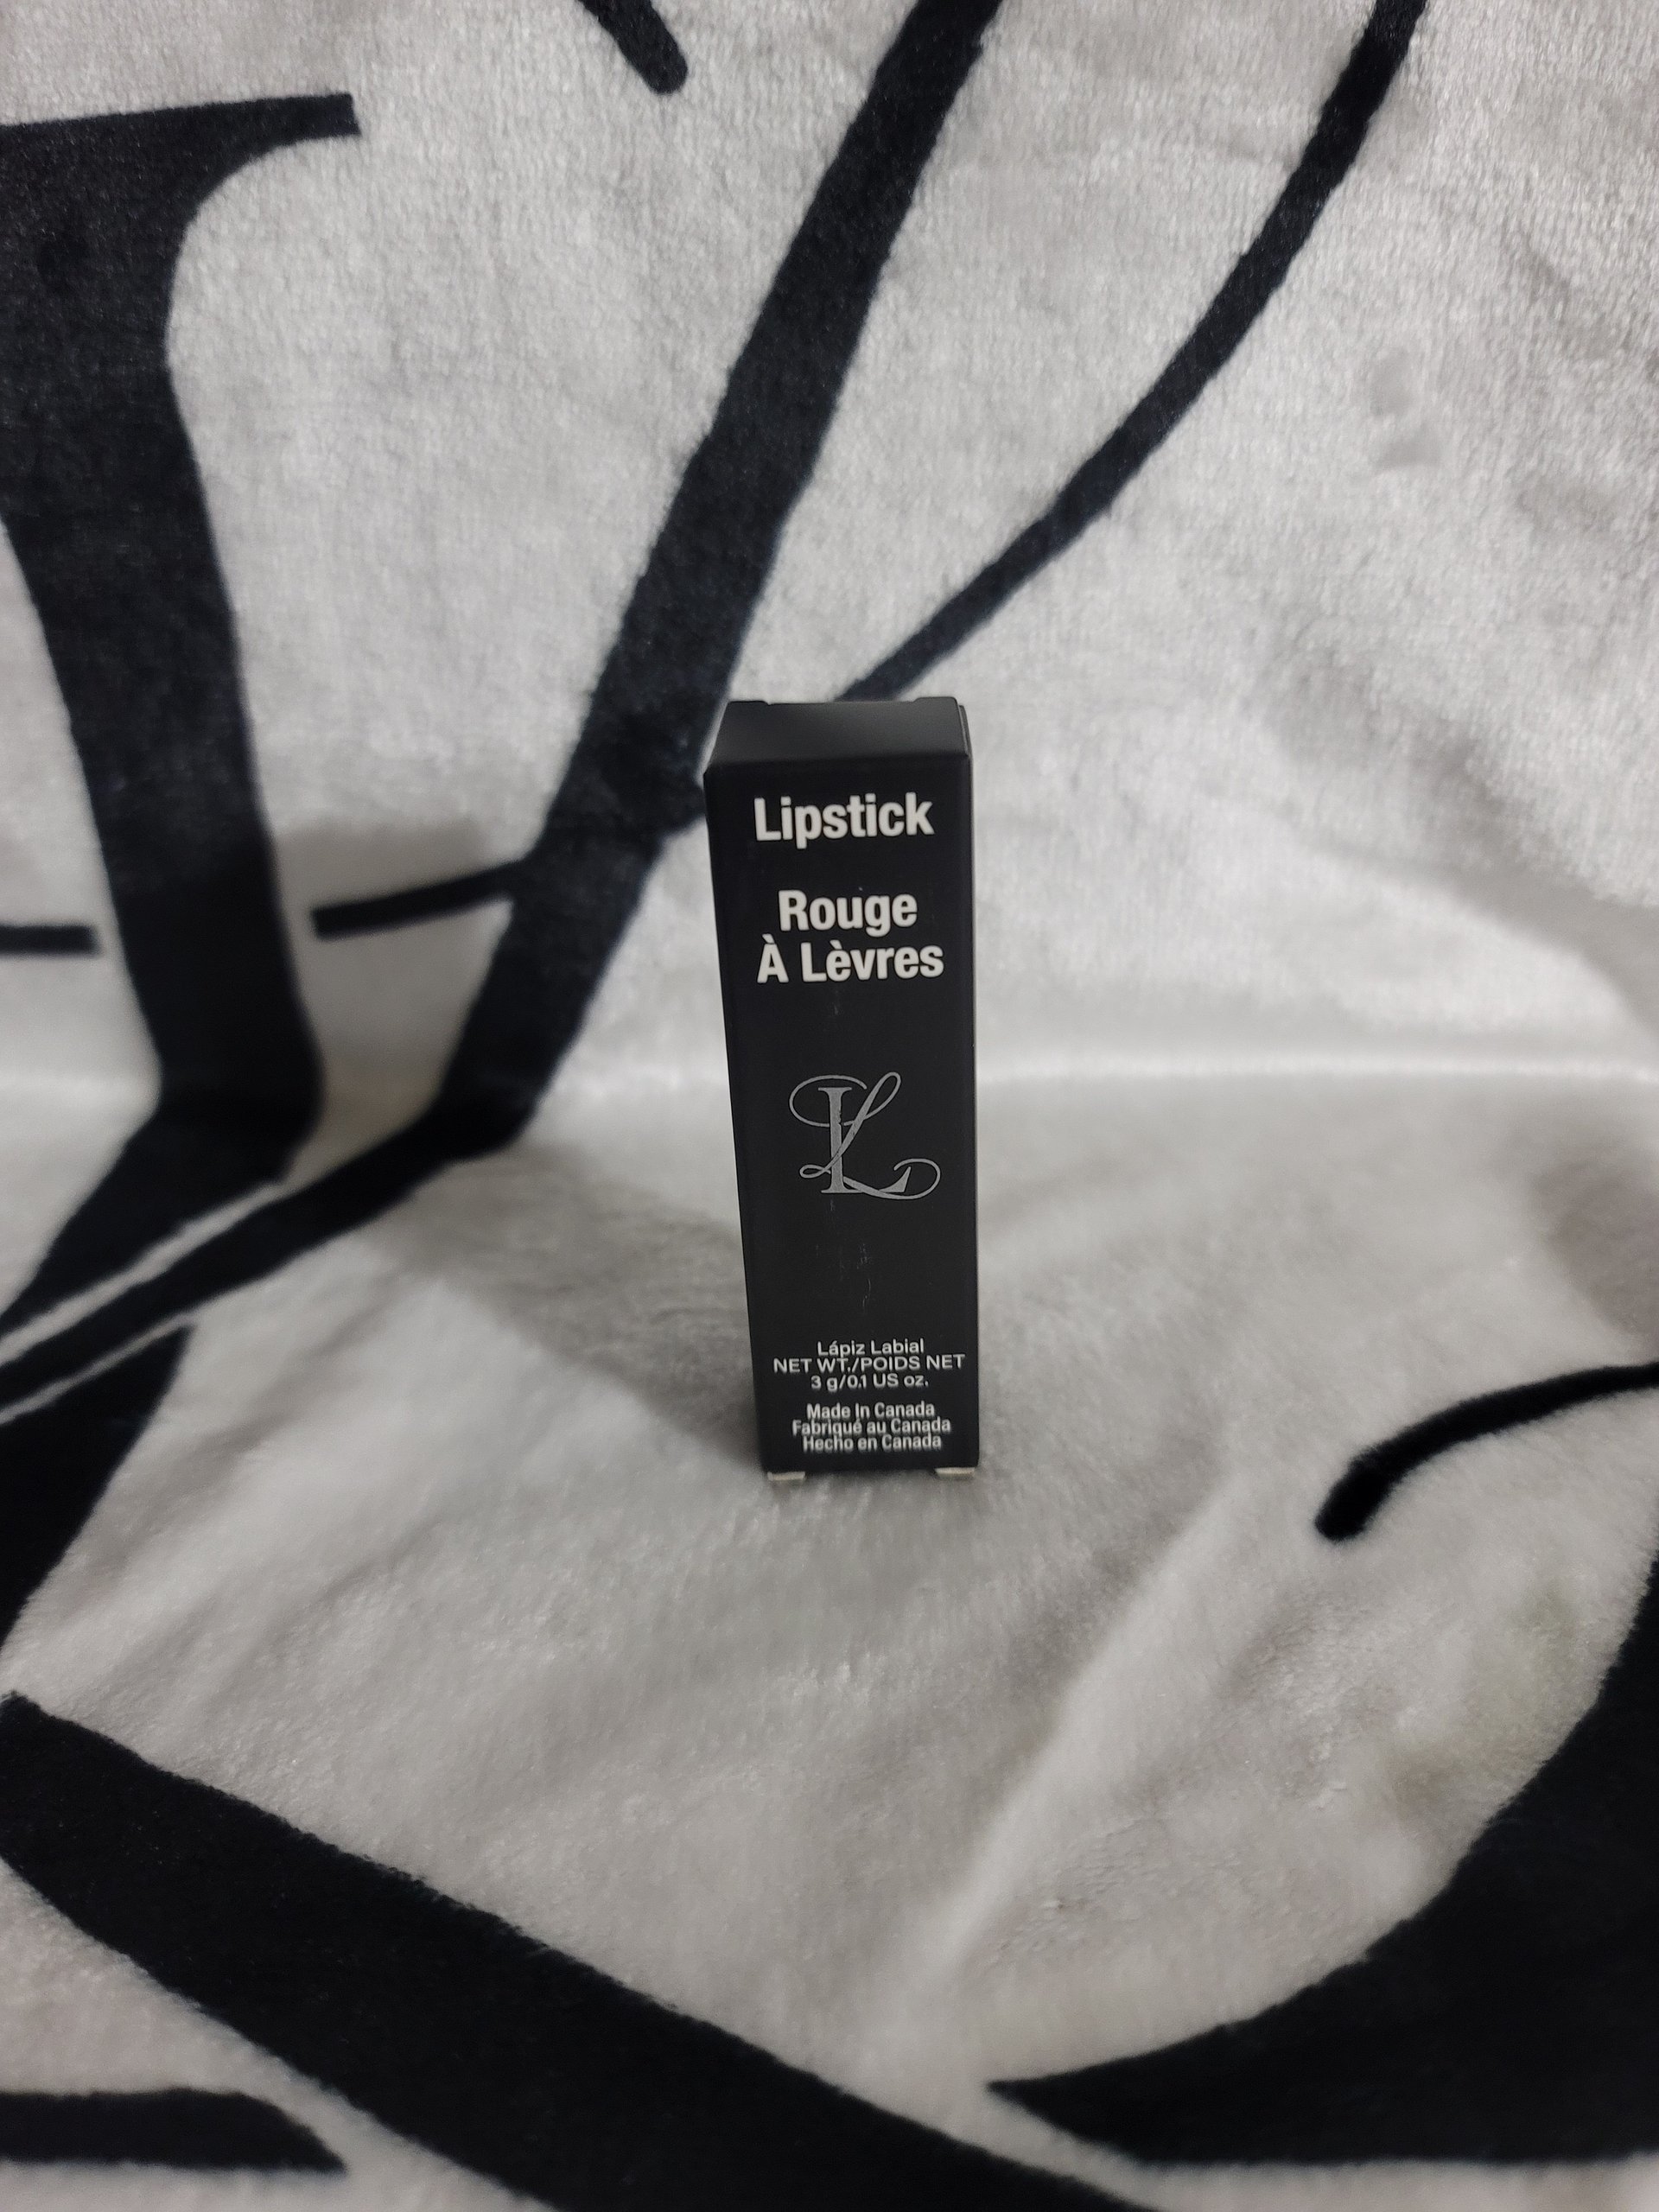 Lipstick
Rouge
À Lèvres
Lápiz Labial
NET WT./POIDS NET
3 g/0.1 US oz.
Made In Canada
Fabriqué au Canada
Hecho en Canada